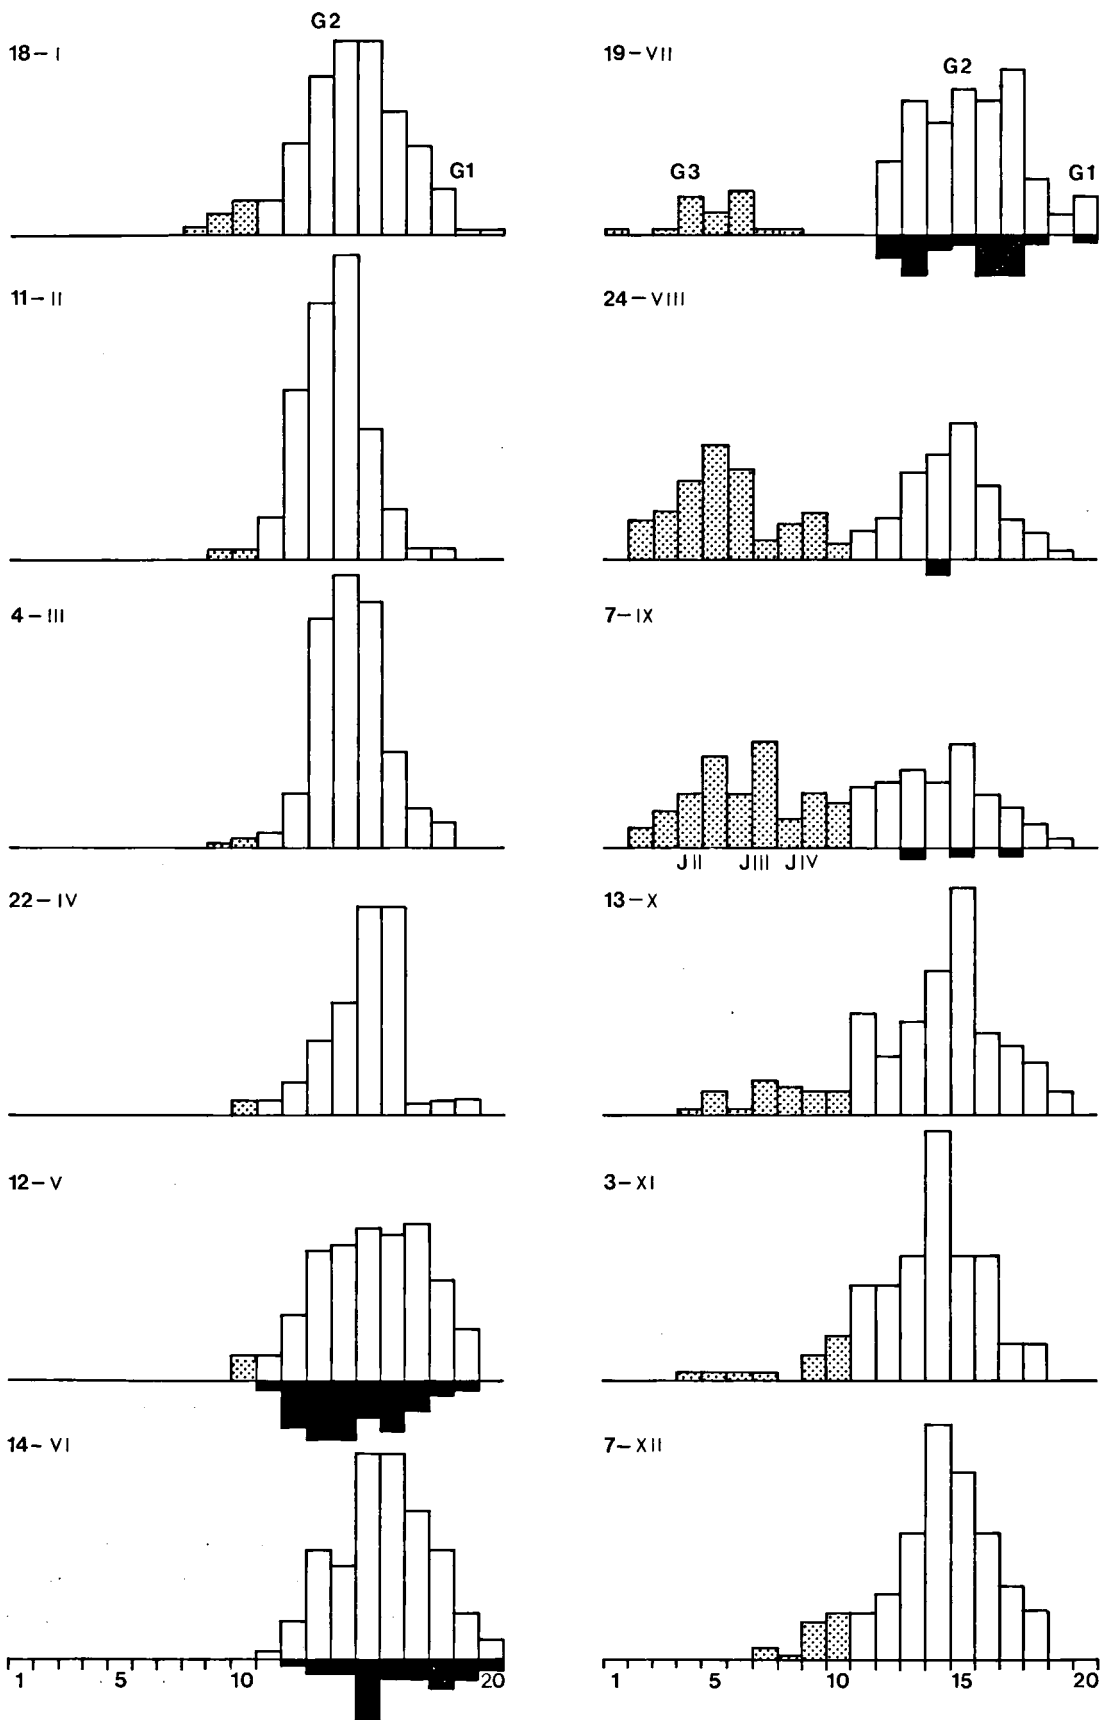 G2
18-I
G1
11-II
4-III
22-IV
12-V
14-VI
1 5 10 20
19-VII
G2
G3
G1
24-VIII
7-IX
JII JIII JIV
13-X
3-XI
7-XII
1 5 10 15 20